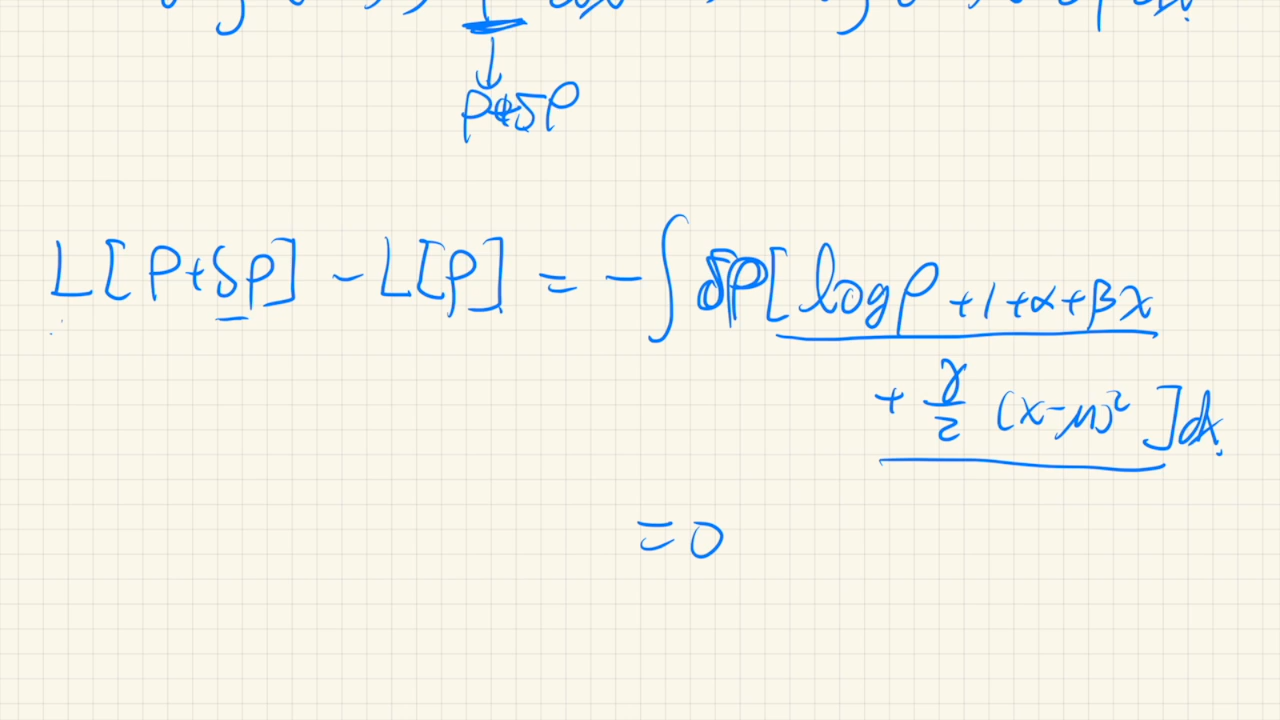 ρ+δρ
L[ρ+δρ] - L[ρ] = -∫δρ[logρ +1+α+βx
+ γ/2 (x-μ)² ]dx.
=0